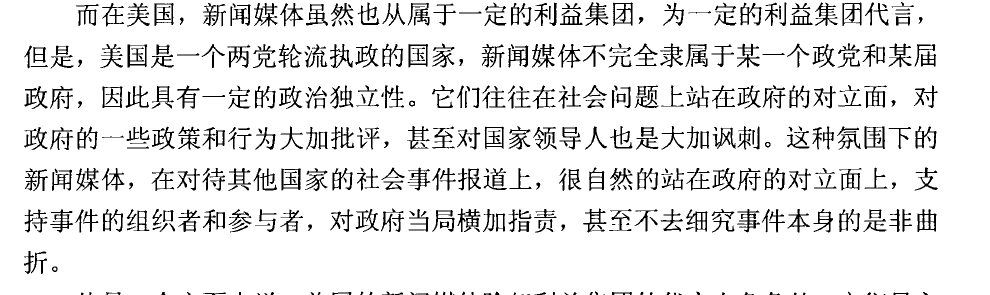 而在美国，新闻媒体虽然也从属于一定的利益集团，为一定的利益集团代言，
但是，美国是一个两党轮流执政的国家，新闻媒体不完全隶属于某一个政党和某届
政府，因此具有一定的政治独立性。它们往往在社会问题上站在政府的对立面，对
政府的一些政策和行为大加批评，甚至对国家领导人也是大加讽刺。这种氛围下的
新闻媒体，在对待其他国家的社会事件报道上，很自然的站在政府的对立面上，支
持事件的组织者和参与者，对政府当局横加指责，甚至不去细究事件本身的是非曲
折。